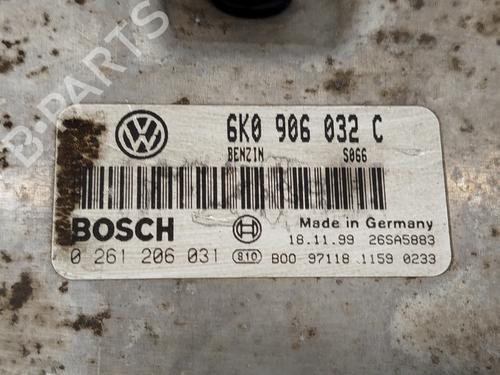 B-PARTS
6K0 906 032 C
BENZIN S066
BOSCH Made in Germany
18.11.99 26SA5883
0 261 206 031 810 B00 97118 1159 0233